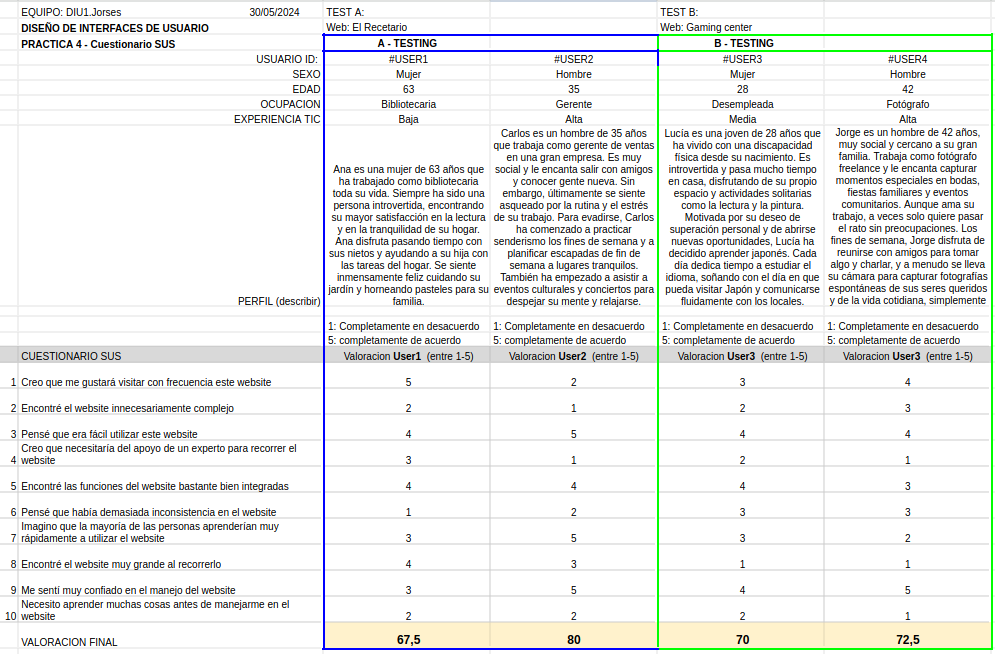 EQUIPO: DIU1.Jorses 30/05/2024 TEST A: TEST B:
DISEÑO DE INTERFACES DE USUARIO Web: El Recetario Web: Gaming center
PRACTICA 4 - Cuestionario SUS A - TESTING B - TESTING
USUARIO ID: #USER1 #USER2 #USER3 #USER4
SEXO Mujer Hombre Mujer Hombre
EDAD 63 35 28 42
OCUPACION Bibliotecaria Gerente Desempleada Fotógrafo
EXPERIENCIA TIC Baja Alta Media Alta
PERFIL (describir)
Ana es una mujer de 63 años que
ha trabajado como bibliotecaria
toda su vida. Siempre ha sido una
persona introvertida, encontrando
su mayor satisfacción en la lectura
y en la tranquilidad de su hogar.
Ana disfruta pasando tiempo con
sus nietos y ayudando a su hija con
las tareas del hogar. Se siente
inmensamente feliz cuidando su
jardín y horneando pasteles para su
familia.
Carlos es un hombre de 35 años
que trabaja como gerente de ventas
en una gran empresa. Es muy
social y le encanta salir con amigos
y conocer gente nueva. Sin
embargo, últimamente se siente
asqueado por la rutina y el estrés
de su trabajo. Para evadirse, Carlos
ha comenzado a practicar
senderismo los fines de semana y a
planificar escapadas de fin de
semana a lugares tranquilos.
También ha empezado a asistir a
eventos culturales y conciertos para
despejar su mente y relajarse.
Lucía es una joven de 28 años que
ha vivido con una discapacidad
física desde su nacimiento. Es
introvertida y pasa mucho tiempo
en casa, disfrutando de su propio
espacio y actividades solitarias
como la lectura y la pintura.
Motivada por su deseo de
superación personal y de abrirse
nuevas oportunidades, Lucía ha
decidido aprender japonés. Cada
día dedica tiempo a estudiar el
idioma, soñando con el día en que
pueda visitar Japón y comunicarse
fluidamente con los locales.
Jorge es un hombre de 42 años,
muy social y cercano a su gran
familia. Trabaja como fotógrafo
freelance y le encanta capturar
momentos especiales en bodas,
fiestas familiares y eventos
comunitarios. Aunque ama su
trabajo, a veces solo quiere pasar
el rato sin preocupaciones. Los
fines de semana, Jorge disfruta de
reunirse con amigos para tomar
algo y charlar, y a menudo se lleva
su cámara para capturar fotografías
espontáneas de sus seres queridos
y de la vida cotidiana, simplemente
1: Completamente en desacuerdo 1: Completamente en desacuerdo 1: Completamente en desacuerdo 1: Completamente en desacuerdo
5: completamente de acuerdo 5: completamente de acuerdo 5: completamente de acuerdo 5: completamente de acuerdo
CUESTIONARIO SUS Valoracion User1 (entre 1-5) Valoracion User2 (entre 1-5) Valoracion User3 (entre 1-5) Valoracion User3 (entre 1-5)
1 Creo que me gustará visitar con frecuencia este website 5 2 3 4
2 Encontré el website innecesariamente complejo 2 1 2 3
3 Pensé que era fácil utilizar este website 4 5 4 4
Creo que necesitaría del apoyo de un experto para recorrer el
4 website 3 1 2 1
5 Encontré las funciones del website bastante bien integradas 4 4 4 3
6 Pensé que había demasiada inconsistencia en el website 1 2 3 3
Imagino que la mayoría de las personas aprenderían muy
7 rápidamente a utilizar el website 3 5 3 2
8 Encontré el website muy grande al recorrerlo 4 3 1 1
9 Me sentí muy confiado en el manejo del website 3 5 4 5
Necesito aprender muchas cosas antes de manejarme en el
10 website 2 2 2 1
VALORACION FINAL 67,5 80 70 72,5